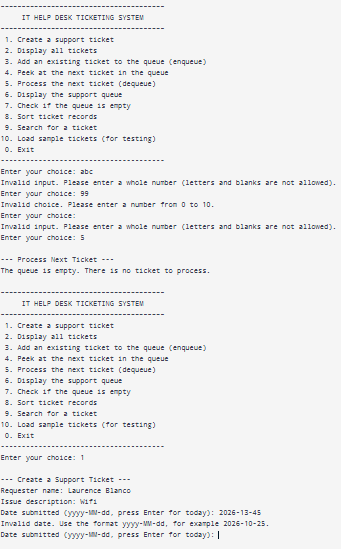 ----------------------------------------
IT HELP DESK TICKETING SYSTEM
----------------------------------------
1. Create a support ticket
2. Display all tickets
3. Add an existing ticket to the queue (enqueue)
4. Peek at the next ticket in the queue
5. Process the next ticket (dequeue)
6. Display the support queue
7. Check if the queue is empty
8. Sort ticket records
9. Search for a ticket
10. Load sample tickets (for testing)
0. Exit
----------------------------------------
Enter your choice: abc
Invalid input. Please enter a whole number (letters and blanks are not allowed).
Enter your choice: 99
Invalid choice. Please enter a number from 0 to 10.
Enter your choice:
Invalid input. Please enter a whole number (letters and blanks are not allowed).
Enter your choice: 5

--- Process Next Ticket ---
The queue is empty. There is no ticket to process.

----------------------------------------
IT HELP DESK TICKETING SYSTEM
----------------------------------------
1. Create a support ticket
2. Display all tickets
3. Add an existing ticket to the queue (enqueue)
4. Peek at the next ticket in the queue
5. Process the next ticket (dequeue)
6. Display the support queue
7. Check if the queue is empty
8. Sort ticket records
9. Search for a ticket
10. Load sample tickets (for testing)
0. Exit
----------------------------------------
Enter your choice: 1

--- Create a Support Ticket ---
Requester name: Laurence Blanco
Issue description: Wifi
Date submitted (yyyy-MM-dd, press Enter for today): 2026-13-45
Invalid date. Use the format yyyy-MM-dd, for example 2026-10-25.
Date submitted (yyyy-MM-dd, press Enter for today):